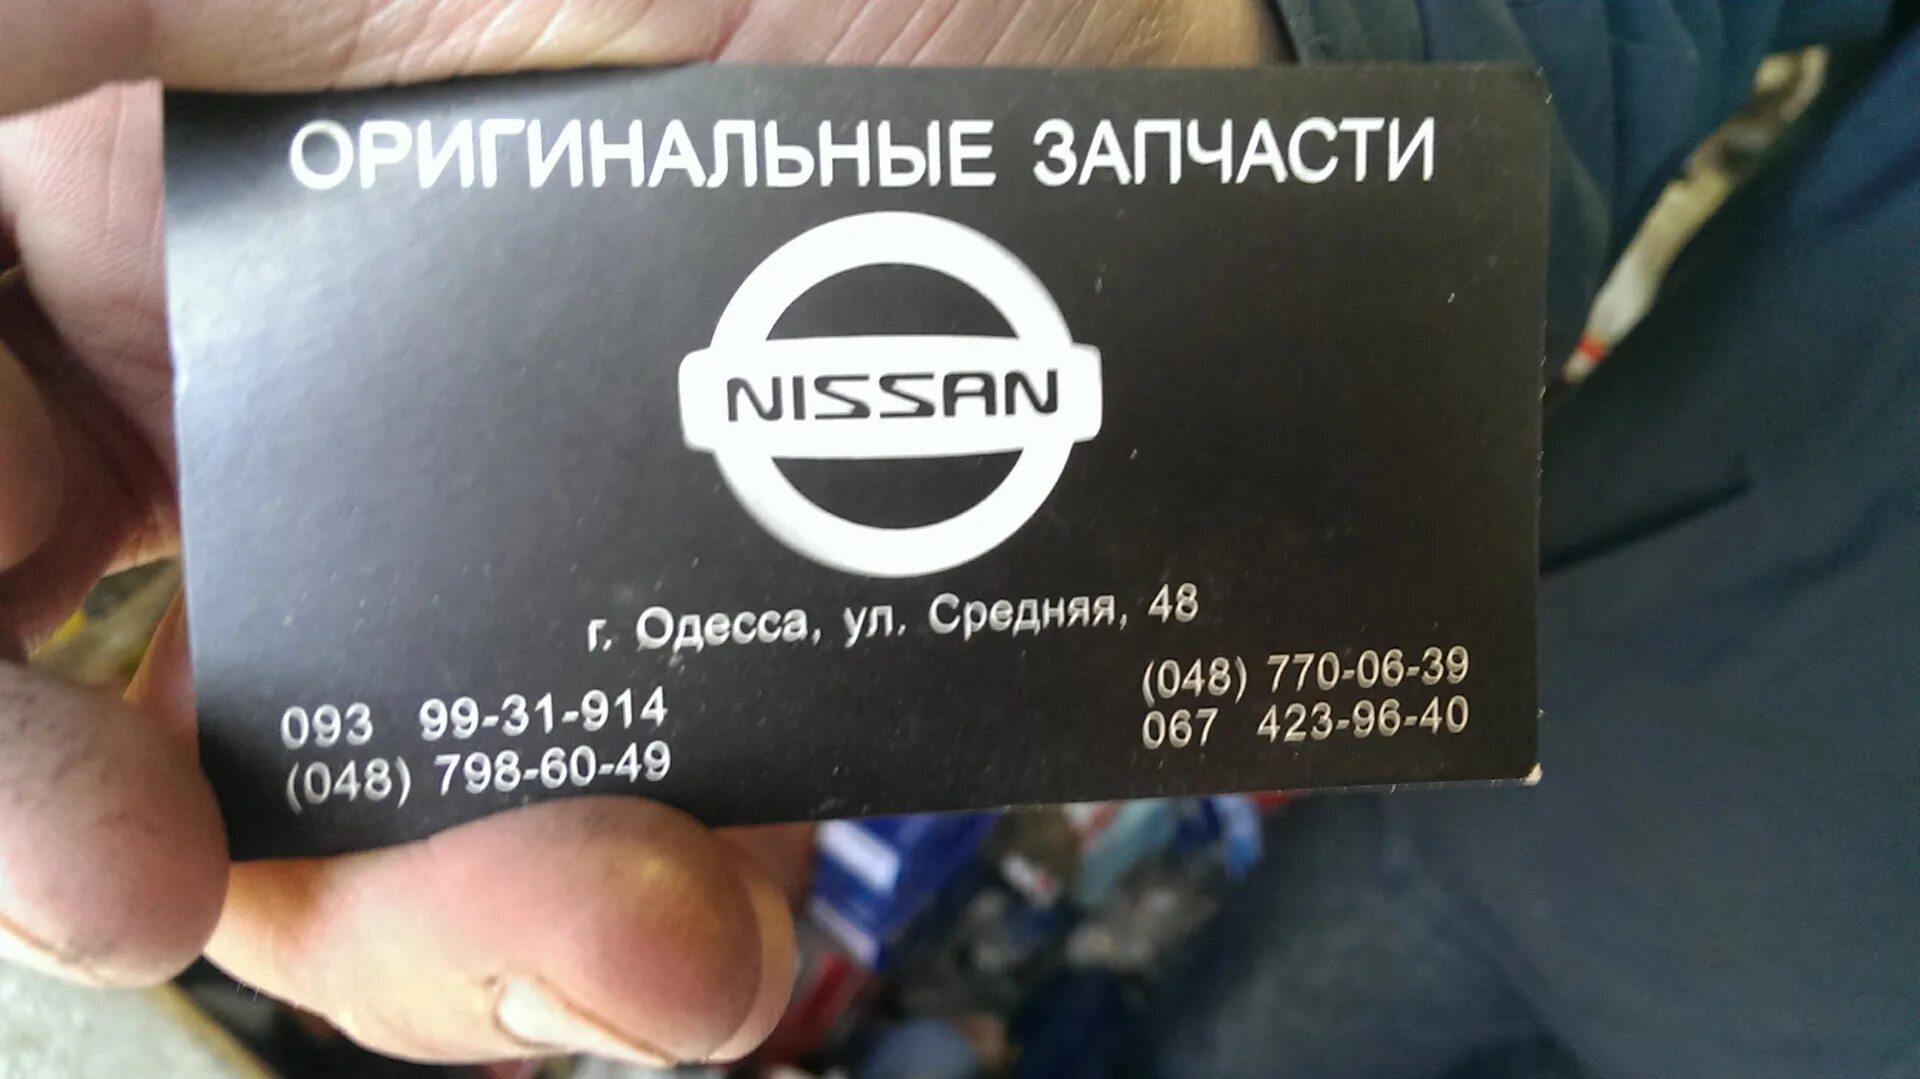 ОРИГИНАЛЬНЫЕ ЗАПЧАСТИ
NISSAN
г. Одесса, ул. Средняя, 48
093 99-31-914
(048) 798-60-49
(048) 770-06-39
067 423-96-40